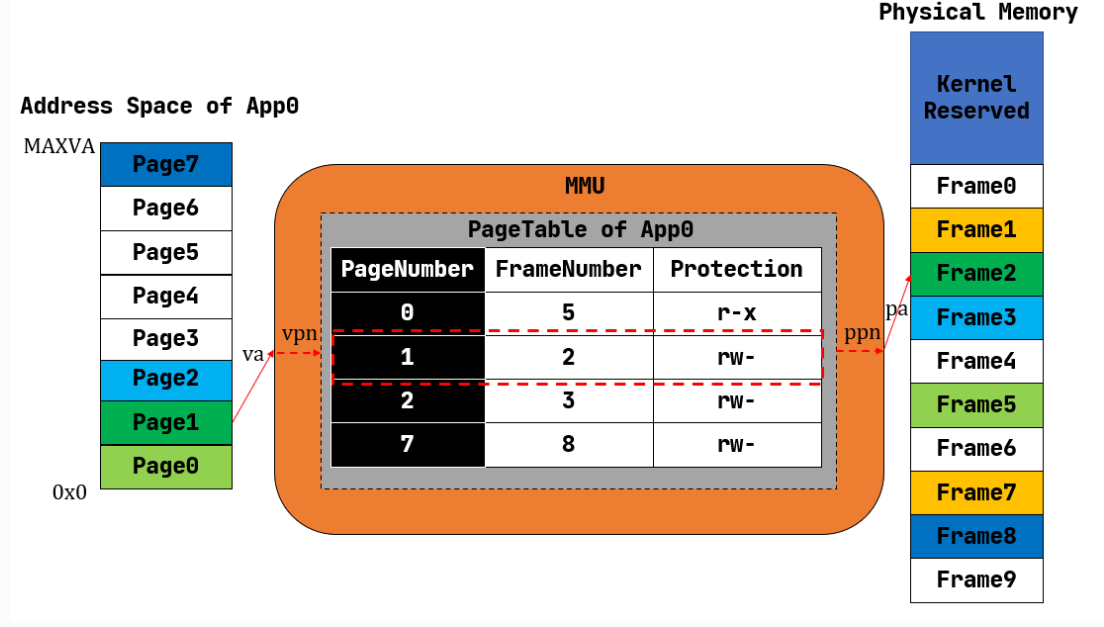 Physical Memory
Kernel
Reserved
Address Space of App0
MAXVA
Page7
Page6
Page5
Page4
Page3
Page2
Page1
Page0
0x0
va
vpn
MMU
PageTable of App0
PageNumber FrameNumber Protection
0 5 r-x
1 2 rw-
2 3 rw-
7 8 rw-
ppn
pa
Frame0
Frame1
Frame2
Frame3
Frame4
Frame5
Frame6
Frame7
Frame8
Frame9